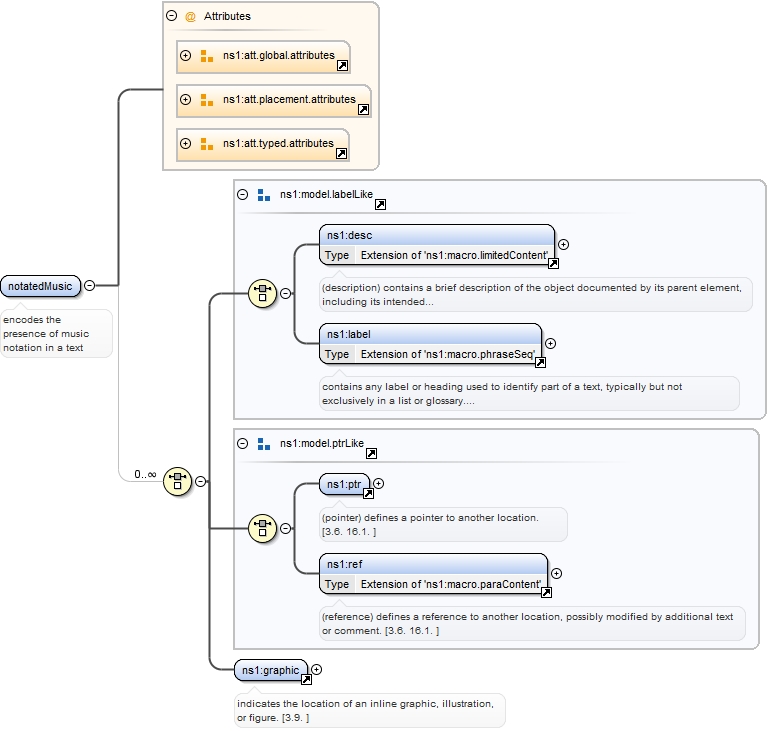 Attributes
ns1:att.global.attributes
ns1:att.placement.attributes
ns1:att.typed.attributes
ns1:model.labelLike
ns1:desc
Type Extension of 'ns1:macro.limitedContent'
(description) contains a brief description of the object documented by its parent element,
including its intended...
notatedMusic
encodes the
presence of music
notation in a text
ns1:label
Type Extension of 'ns1:macro.phraseSeq'
contains any label or heading used to identify part of a text, typically but not
exclusively in a list or glossary....
ns1:model.ptrLike
0..∞
ns1:ptr
(pointer) defines a pointer to another location.
[3.6. 16.1. ]
ns1:ref
Type Extension of 'ns1:macro.paraContent'
(reference) defines a reference to another location, possibly modified by additional text
or comment. [3.6. 16.1. ]
ns1:graphic
indicates the location of an inline graphic, illustration,
or figure. [3.9. ]